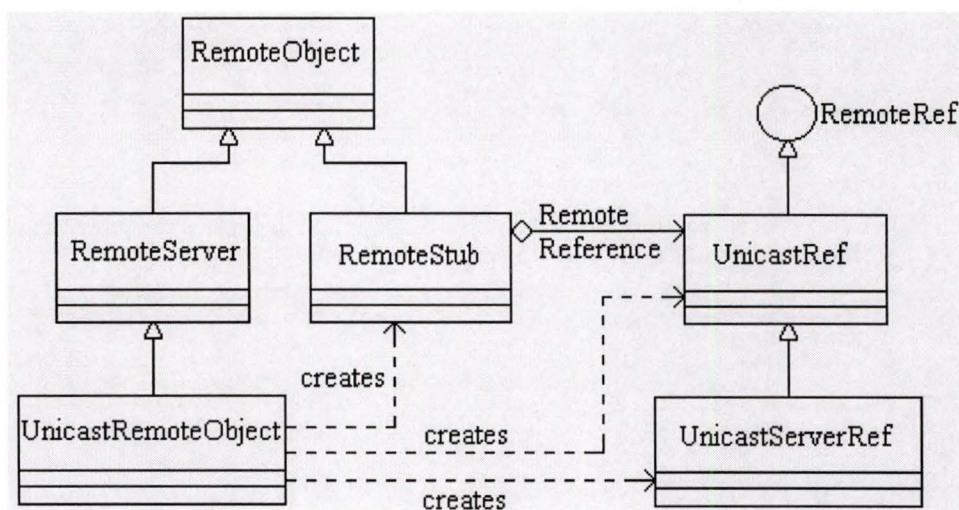 RemoteObject
RemoteRef
RemoteServer
RemoteStub
Remote
Reference
UnicastRef
creates
UnicastRemoteObject
creates
UnicastServerRef
creates